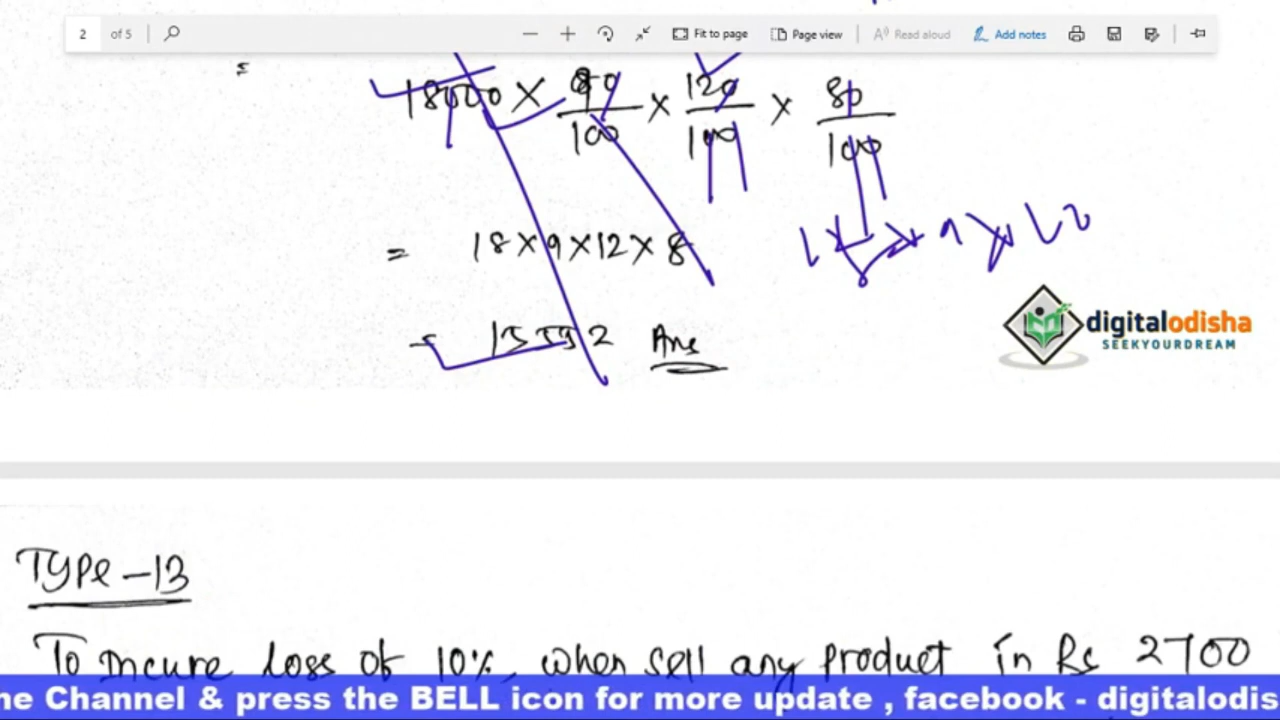 2 of 5 Fit to page Page view Read aloud Add notes
= 18000 × 90/100 × 120/100 × 80/100
= 18×9×12×8
= 15552 Ans
digitalodisha
SEEKYOURDREAM
TYPE-13
To incure loss of 10%, when sell any product in Rs 2700
he Channel & press the BELL icon for more update , facebook - digitalodis